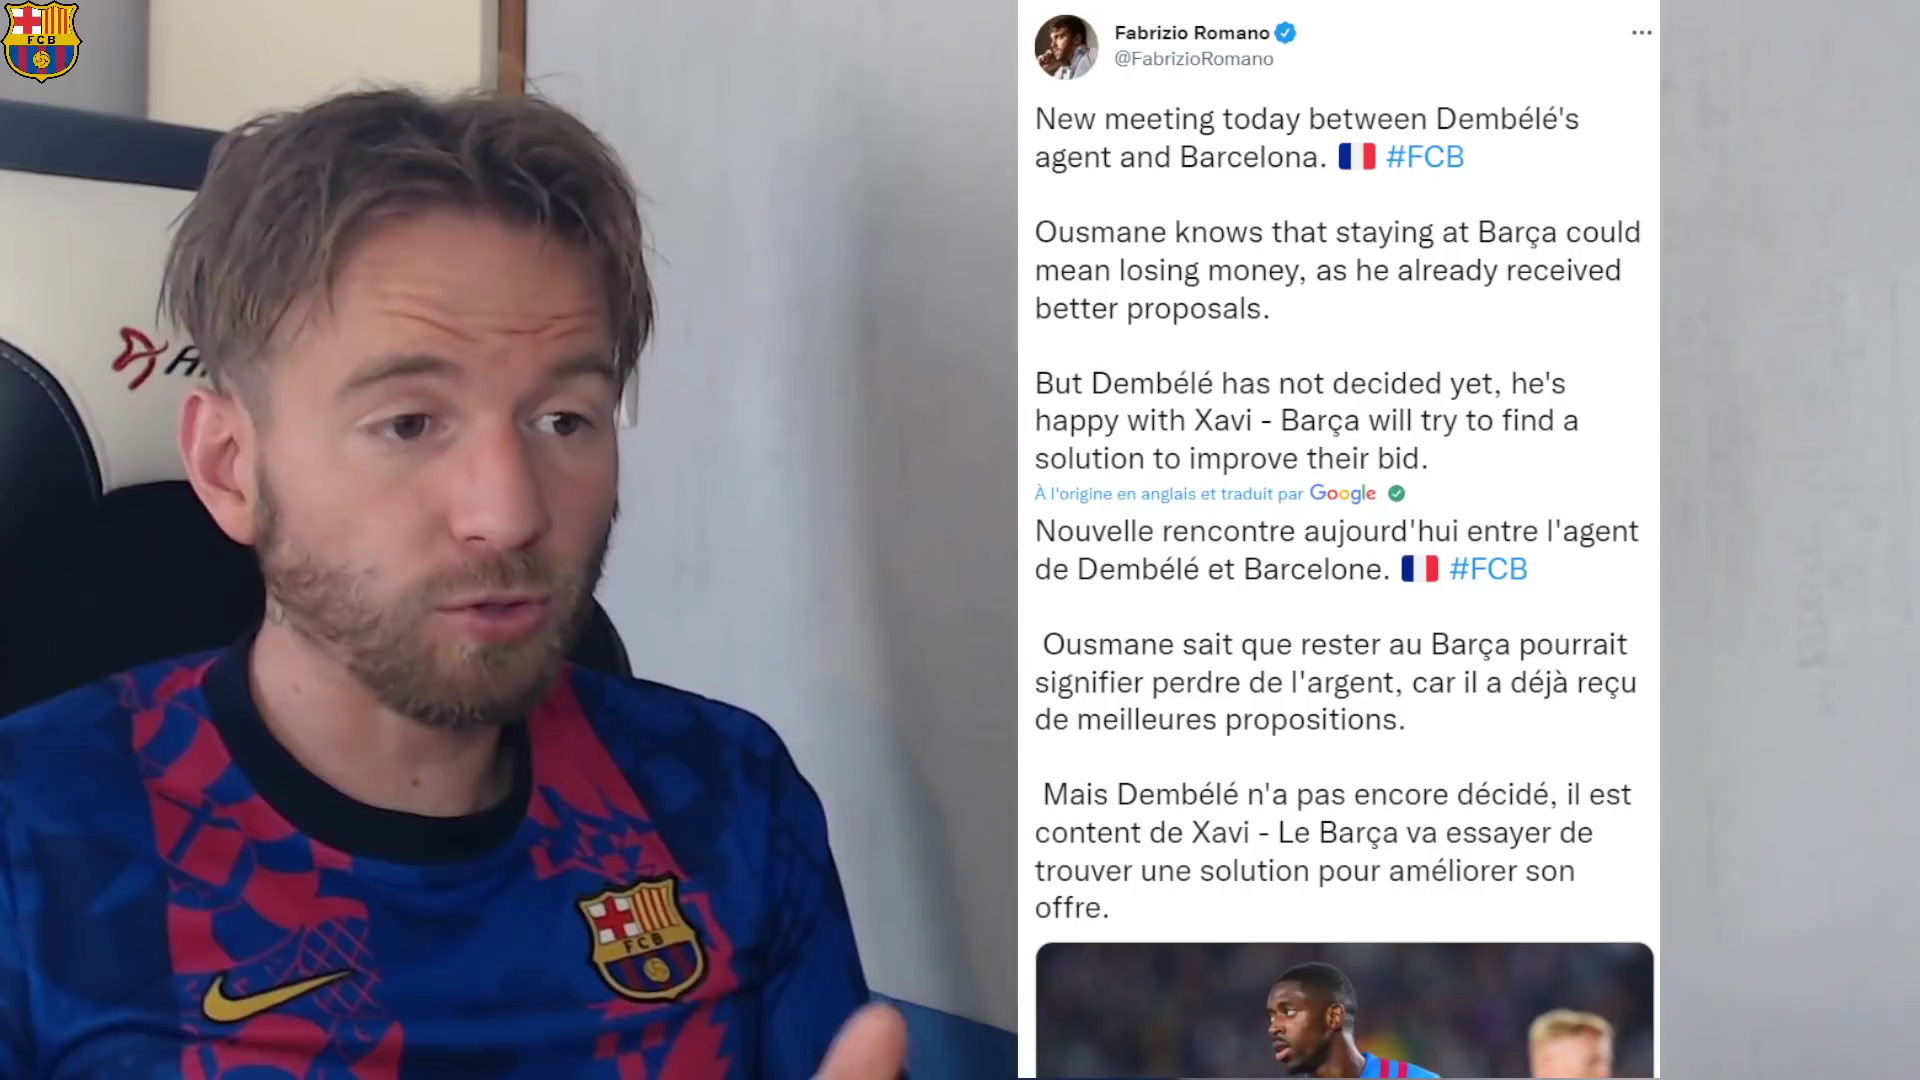 FCB
Fabrizio Romano
@FabrizioRomano
New meeting today between Dembélé's
agent and Barcelona. 🇫🇷 #FCB
Ousmane knows that staying at Barça could
mean losing money, as he already received
better proposals.
But Dembélé has not decided yet, he's
happy with Xavi - Barça will try to find a
solution to improve their bid.
À l'origine en anglais et traduit par Google
Nouvelle rencontre aujourd'hui entre l'agent
de Dembélé et Barcelone. 🇫🇷 #FCB
Ousmane sait que rester au Barça pourrait
signifier perdre de l'argent, car il a déjà reçu
de meilleures propositions.
Mais Dembélé n'a pas encore décidé, il est
content de Xavi - Le Barça va essayer de
trouver une solution pour améliorer son
offre.
FCB